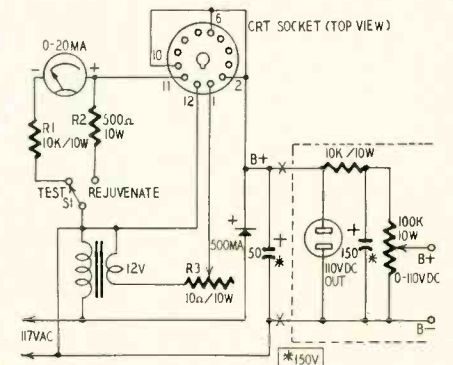 CRT SOCKET (TOP VIEW)
6
10
11
12
1
2
0-20MA
-
+
R1
10K/10W
R2
500Ω
10W
TEST
REJUVENATE
S1
12V
R3
10Ω/10W
117VAC
+
500MA
50
+
*
B+
10K/10W
110VDC
OUT
+
150
*
100K
10W
B+
0-110VDC
B-
*150V